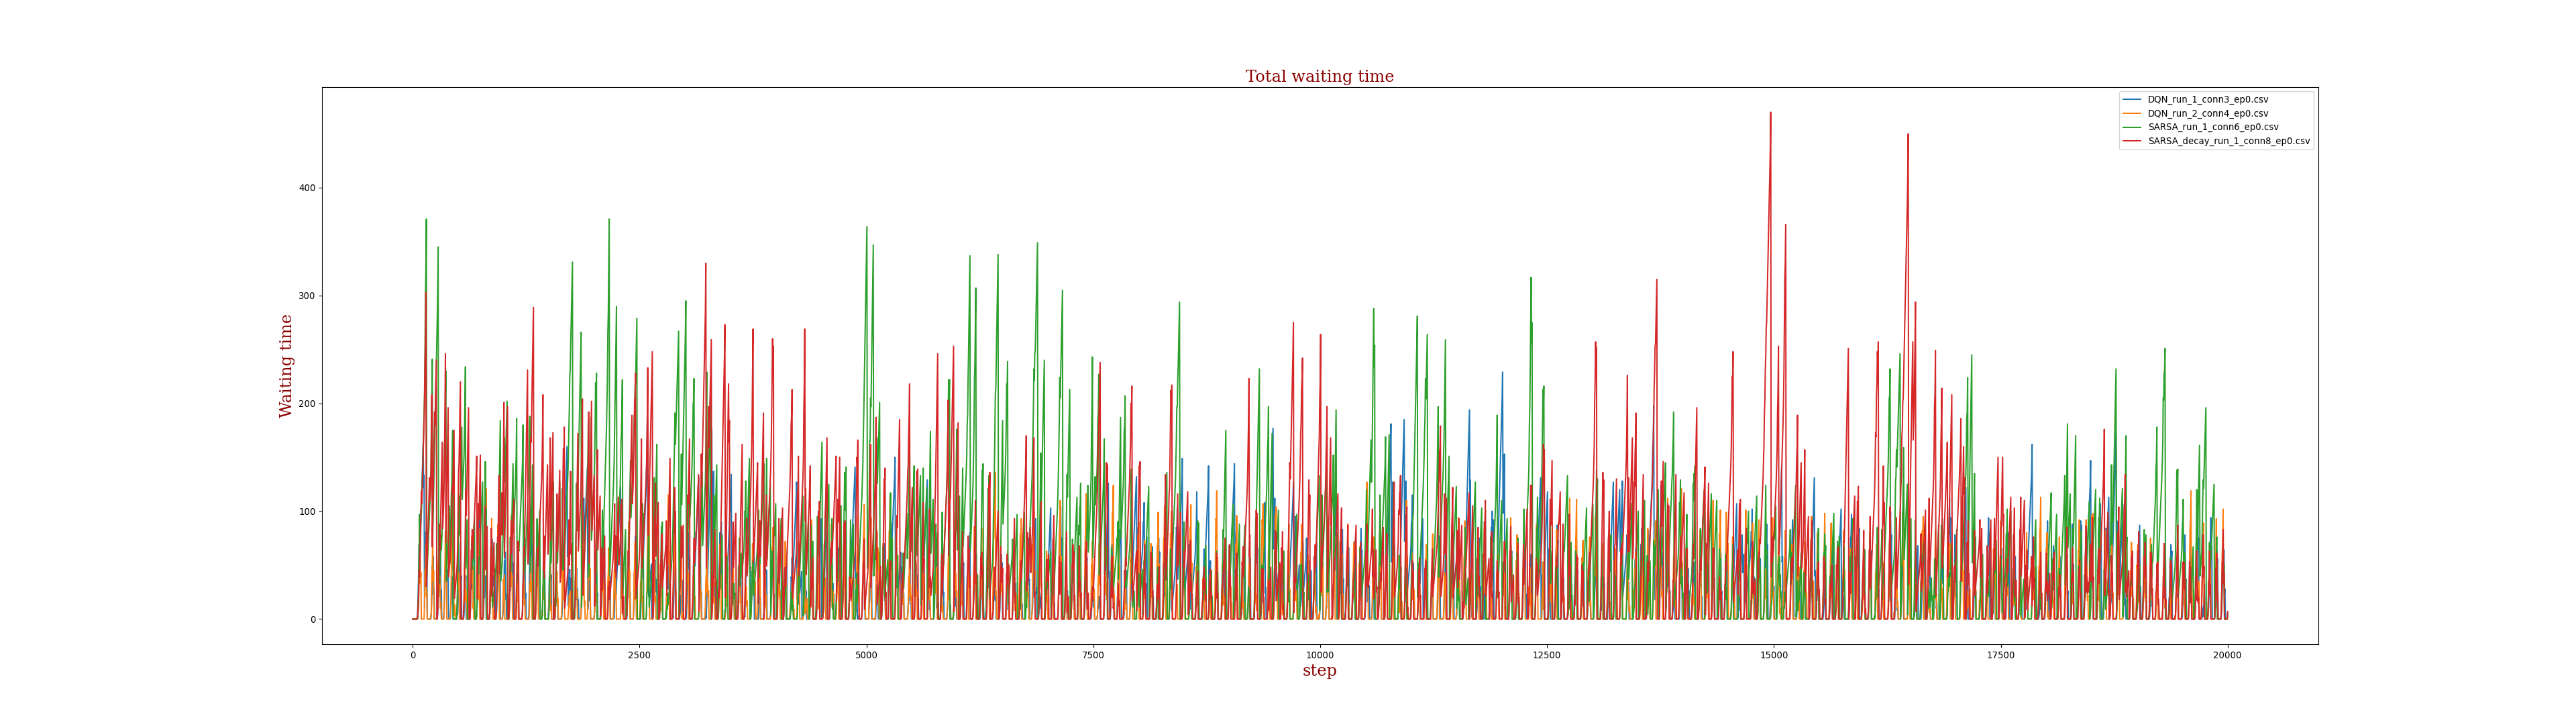 Total waiting time
DQN_run_1_conn3_ep0.csv
DQN_run_2_conn4_ep0.csv
SARSA_run_1_conn6_ep0.csv
SARSA_decay_run_1_conn8_ep0.csv
Waiting time
400
300
200
100
0
0 2500 5000 7500 10000 12500 15000 17500 20000
step